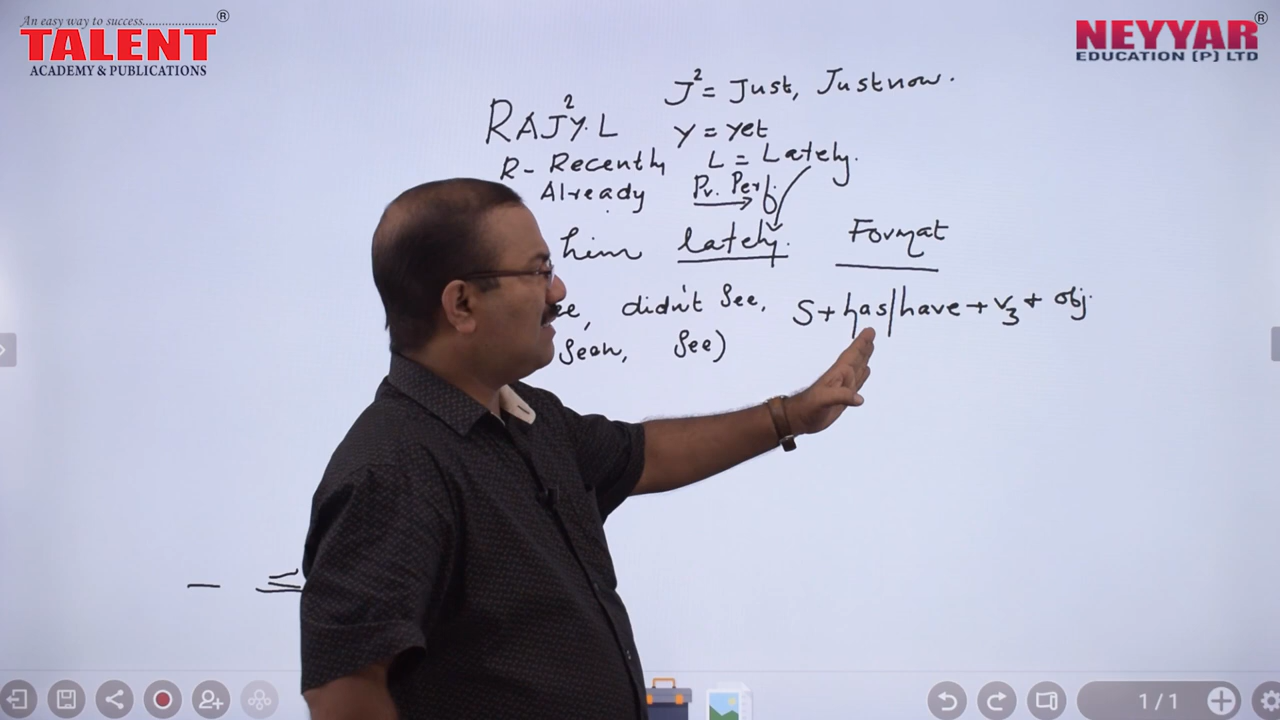 An easy way to success........................®
TALENT
ACADEMY & PUBLICATIONS
NEYYAR®
EDUCATION (P) LTD
J² = Just, Justnow.
RAJ²Y.L
Y = yet
R- Recently
L = Lately.
Already
Pr. Perf.
him lately.
Format
didn't See,
S + has/have + v3 + obj.
Seen, See)
1/1